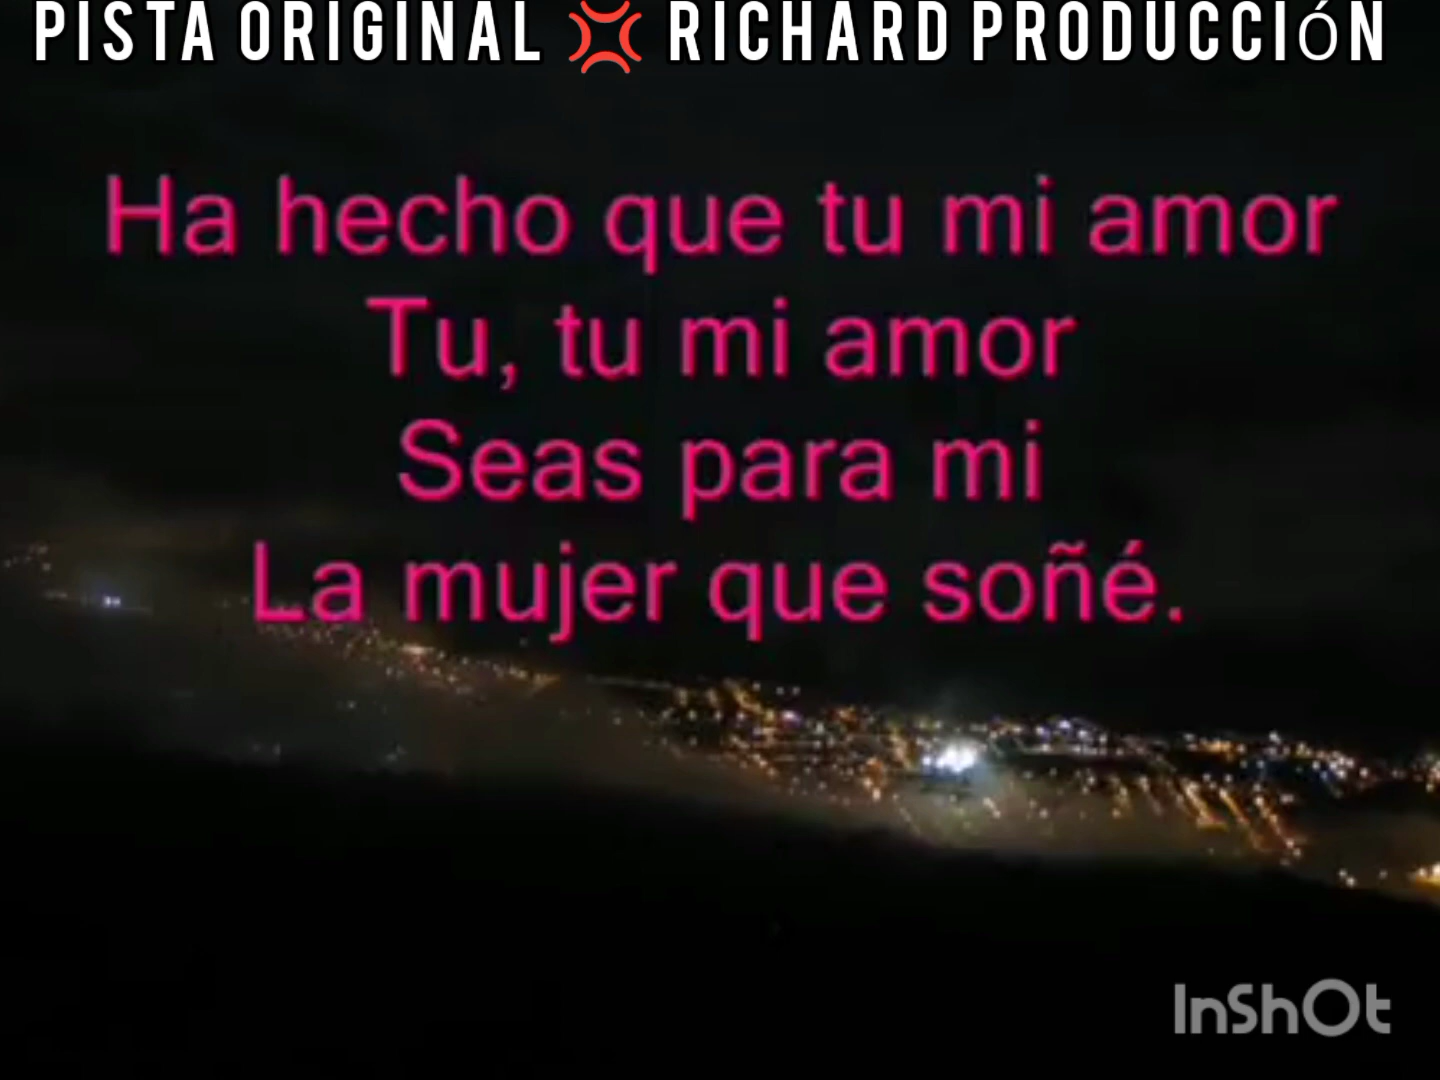 PISTA ORIGINAL 💢 RICHARD PRODUCCIÓN
Ha hecho que tu mi amor
Tu, tu mi amor
Seas para mi
La mujer que soñé.
InShOt